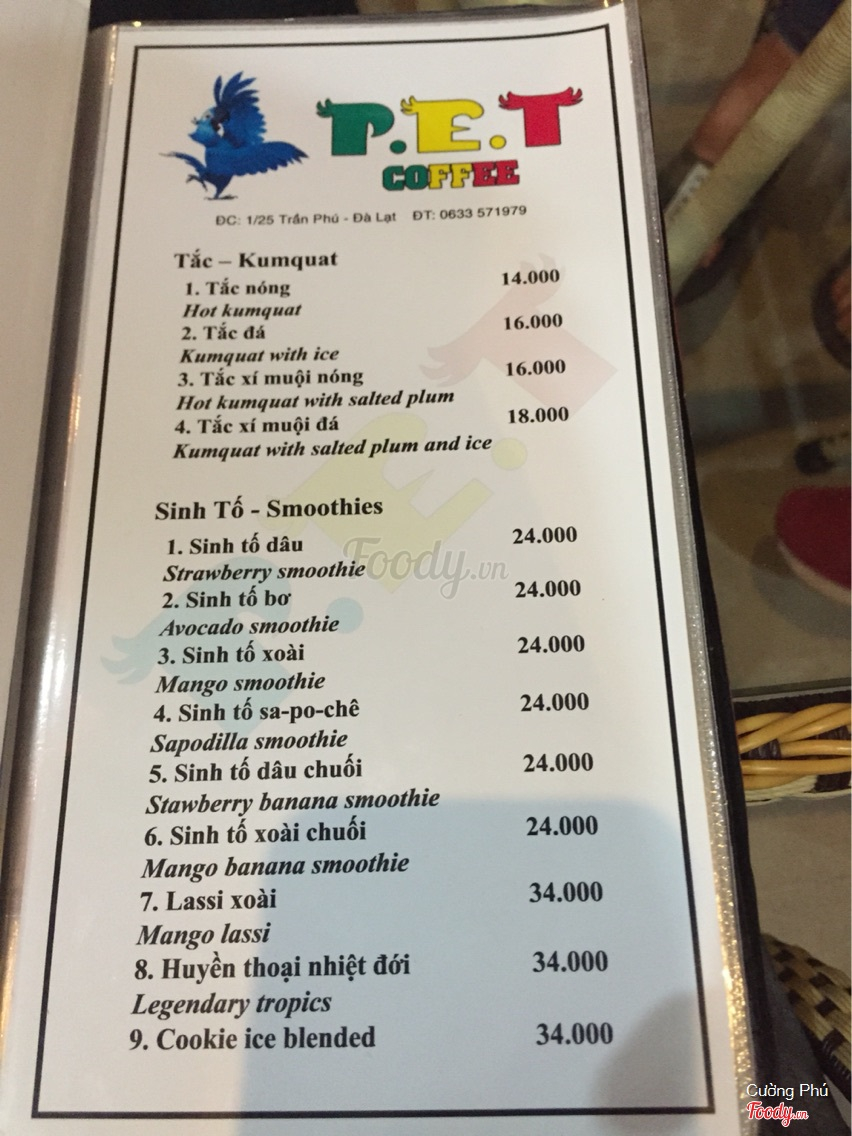 P.E.T
COFFEE
ĐC: 1/25 Trần Phú - Đà Lạt ĐT: 0633 571979
Tắc – Kumquat
1. Tắc nóng 14.000
Hot kumquat
2. Tắc đá 16.000
Kumquat with ice
3. Tắc xí muội nóng 16.000
Hot kumquat with salted plum
4. Tắc xí muội đá 18.000
Kumquat with salted plum and ice
Sinh Tố - Smoothies
1. Sinh tố dâu 24.000
Strawberry smoothie
2. Sinh tố bơ 24.000
Avocado smoothie
3. Sinh tố xoài 24.000
Mango smoothie
4. Sinh tố sa-po-chê 24.000
Sapodilla smoothie
5. Sinh tố dâu chuối 24.000
Stawberry banana smoothie
6. Sinh tố xoài chuối 24.000
Mango banana smoothie
7. Lassi xoài 34.000
Mango lassi
8. Huyền thoại nhiệt đới 34.000
Legendary tropics
9. Cookie ice blended 34.000
Foody.vn
Cường Phú
Foody.vn